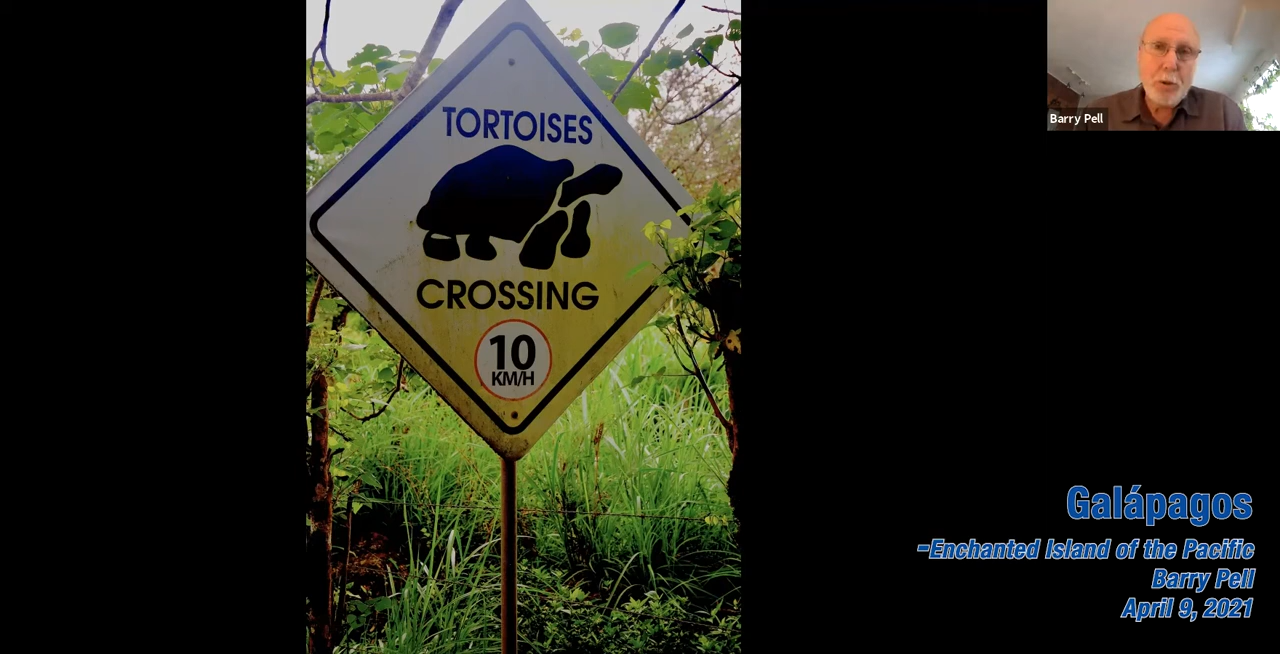 TORTOISES
CROSSING
10
KM/H
Barry Pell
Galápagos
-Enchanted Island of the Pacific
Barry Pell
April 9, 2021